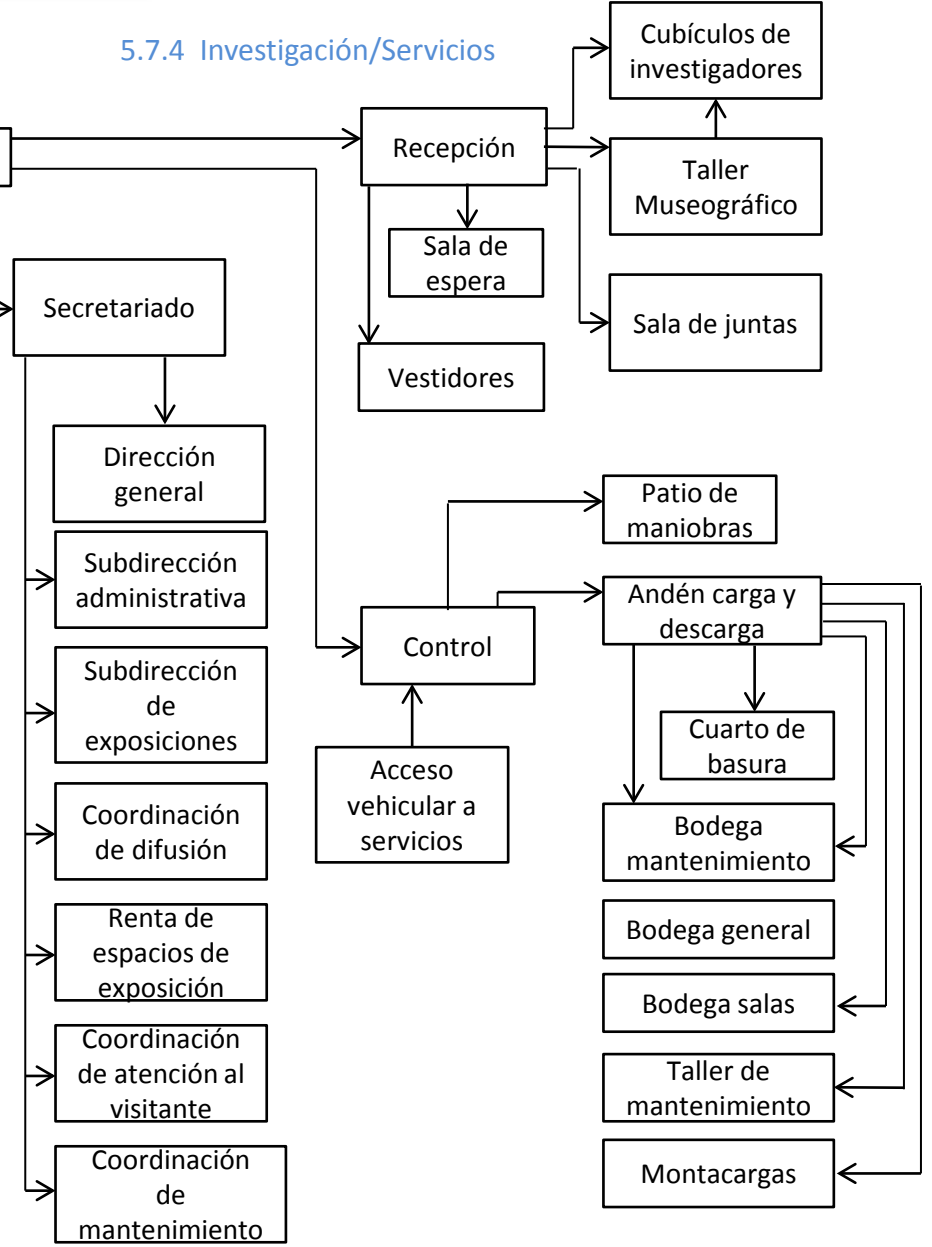 5.7.4 Investigación/Servicios
Cubículos de
investigadores
Recepción
Taller
Museográfico
Sala de
espera
Sala de juntas
Vestidores
Secretariado
Dirección
general
Subdirección
administrativa
Subdirección
de
exposiciones
Coordinación
de difusión
Renta de
espacios de
exposición
Coordinación
de atención al
visitante
Coordinación
de
mantenimiento
Patio de
maniobras
Control
Andén carga y
descarga
Acceso
vehicular a
servicios
Cuarto de
basura
Bodega
mantenimiento
Bodega general
Bodega salas
Taller de
mantenimiento
Montacargas